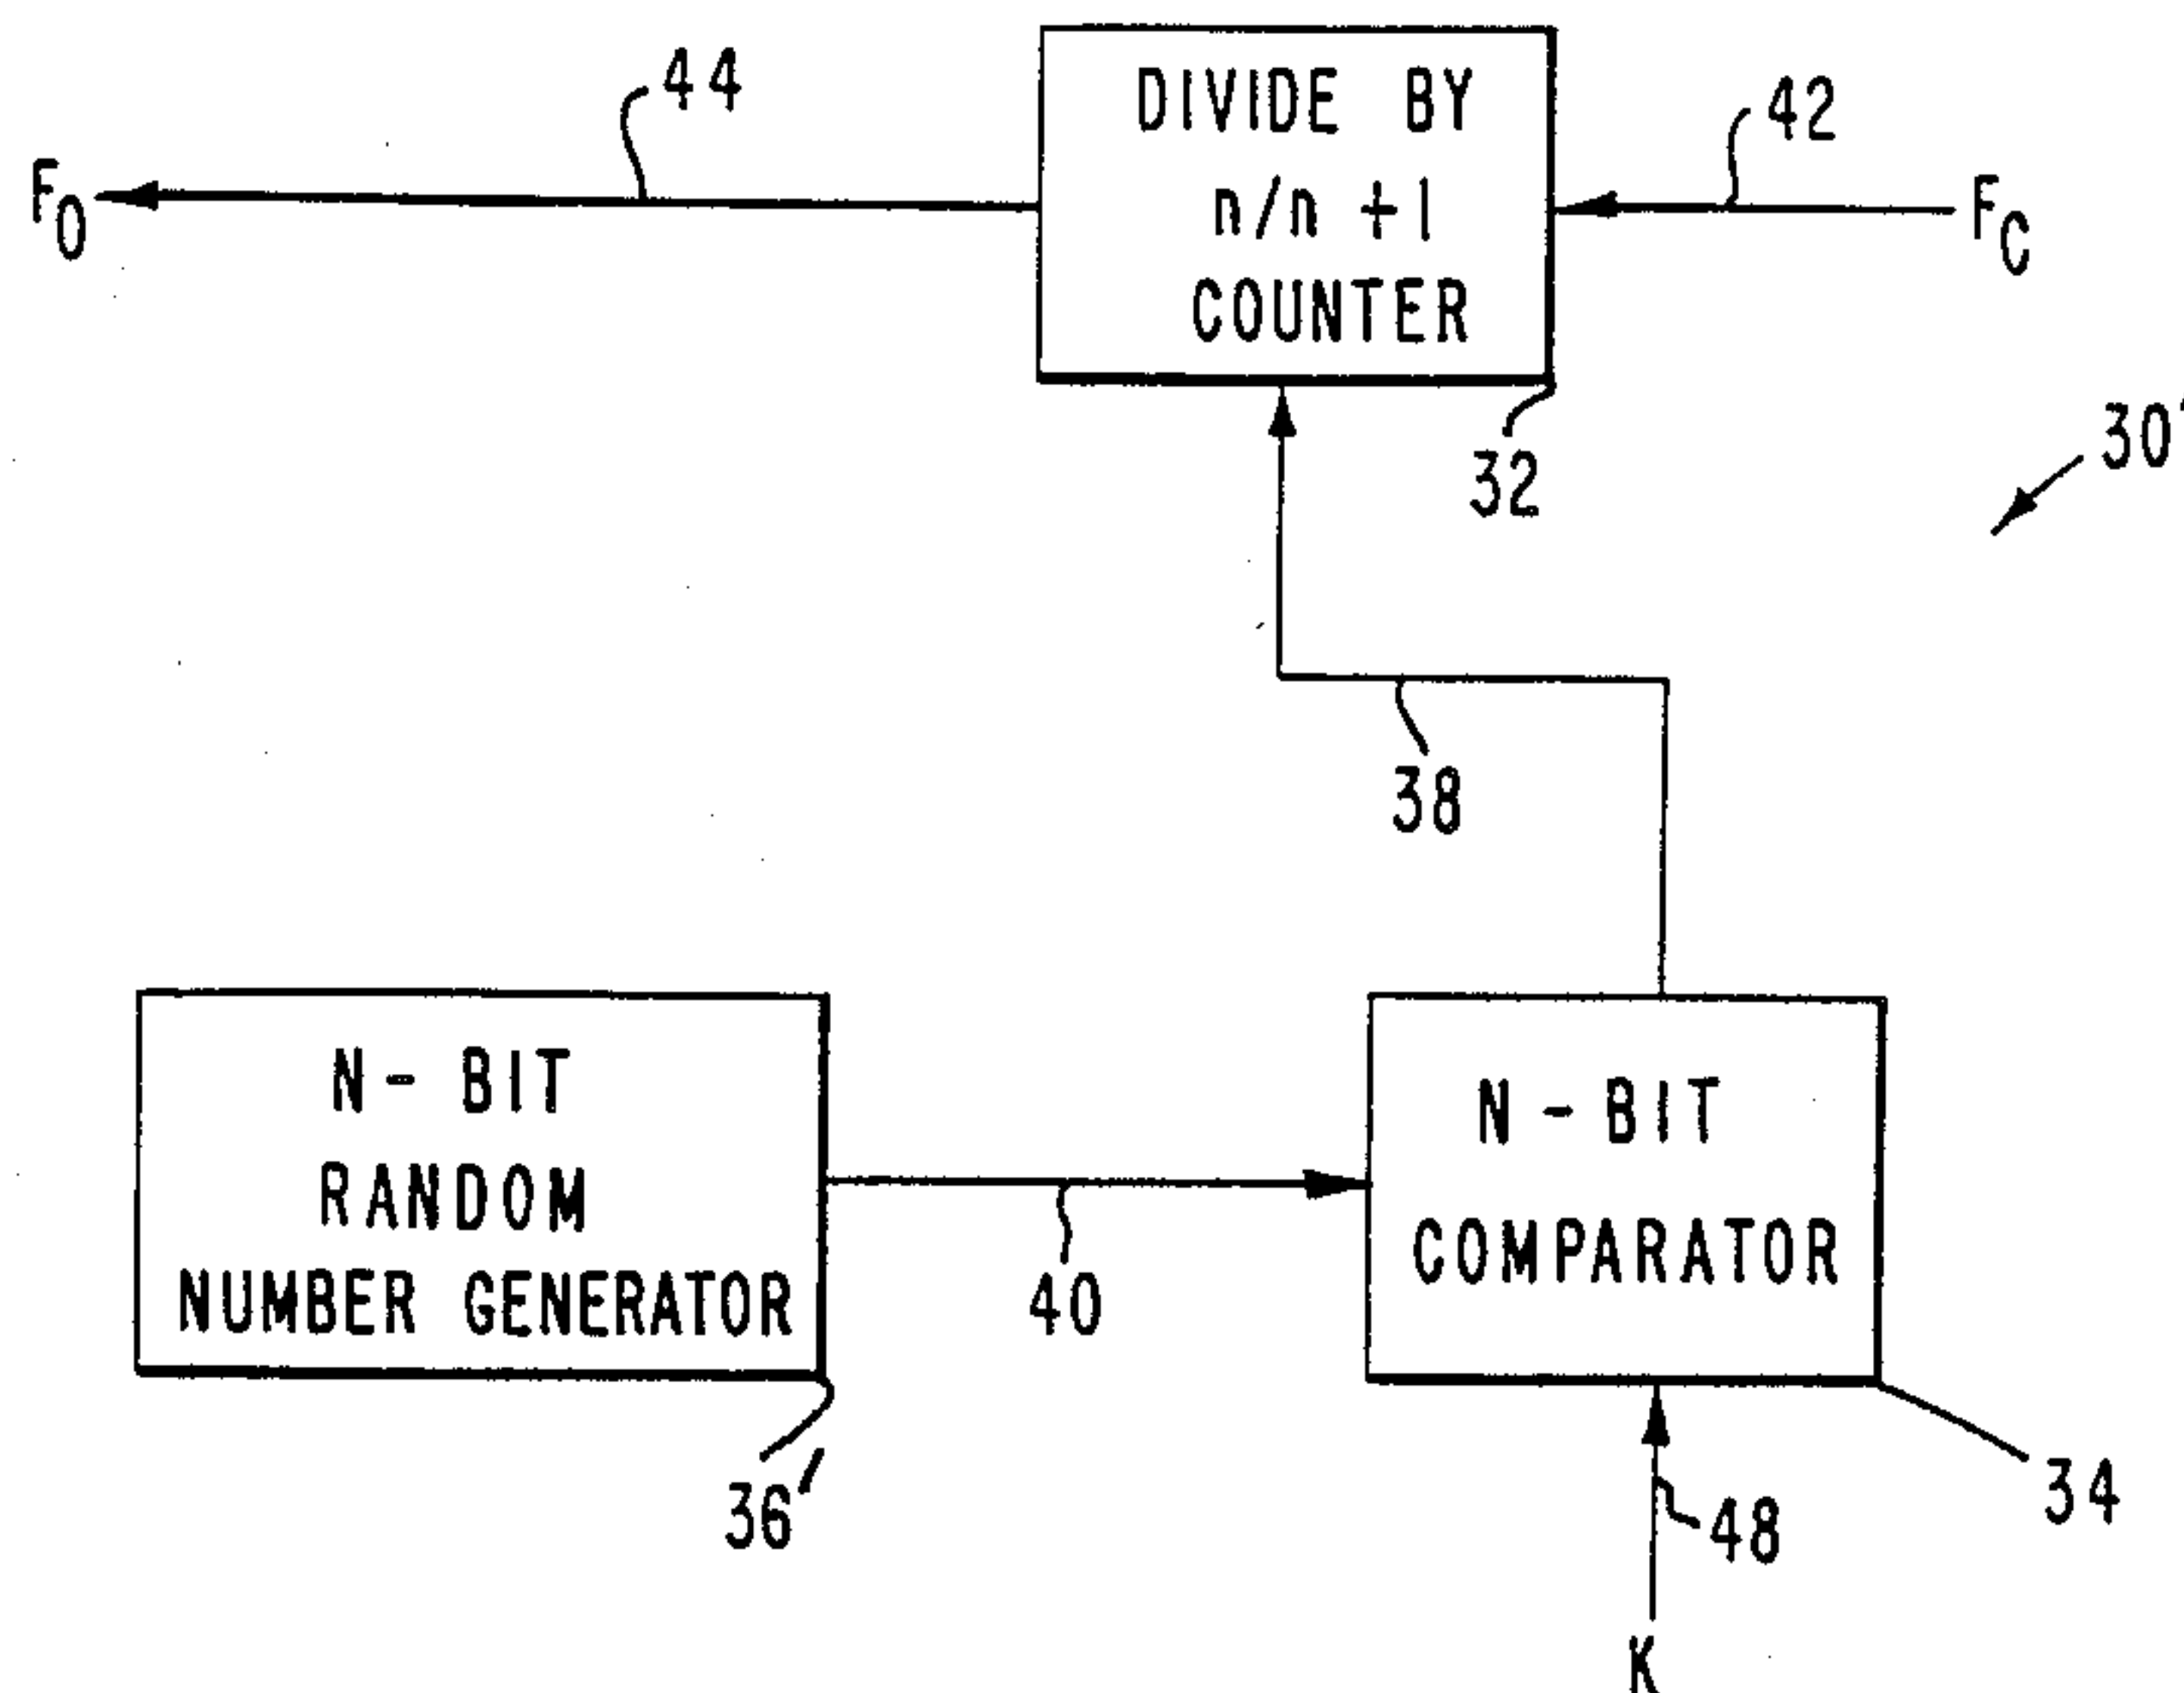 44
DIVIDE BY
n/n +1
COUNTER
42
F0
FC
32
30'
38
N- BIT
RANDOM
NUMBER GENERATOR
N - BIT
COMPARATOR
40
36'
34
48
K